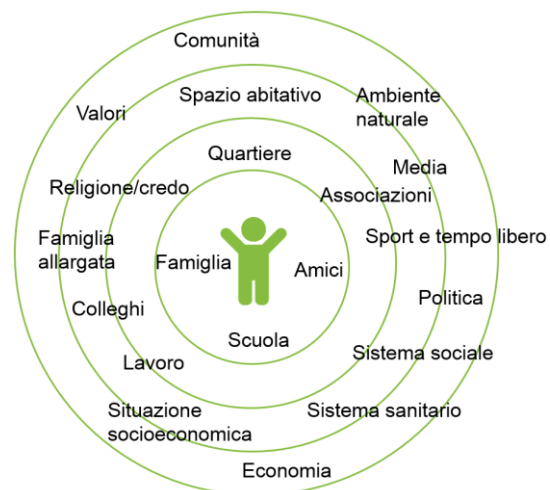 Comunità
Spazio abitativo
Ambiente
naturale
Valori
Quartiere
Media
Religione/credo
Associazioni
Famiglia
allargata
Sport e tempo libero
Famiglia
Amici
Colleghi
Politica
Scuola
Sistema sociale
Lavoro
Situazione
socioeconomica
Sistema sanitario
Economia